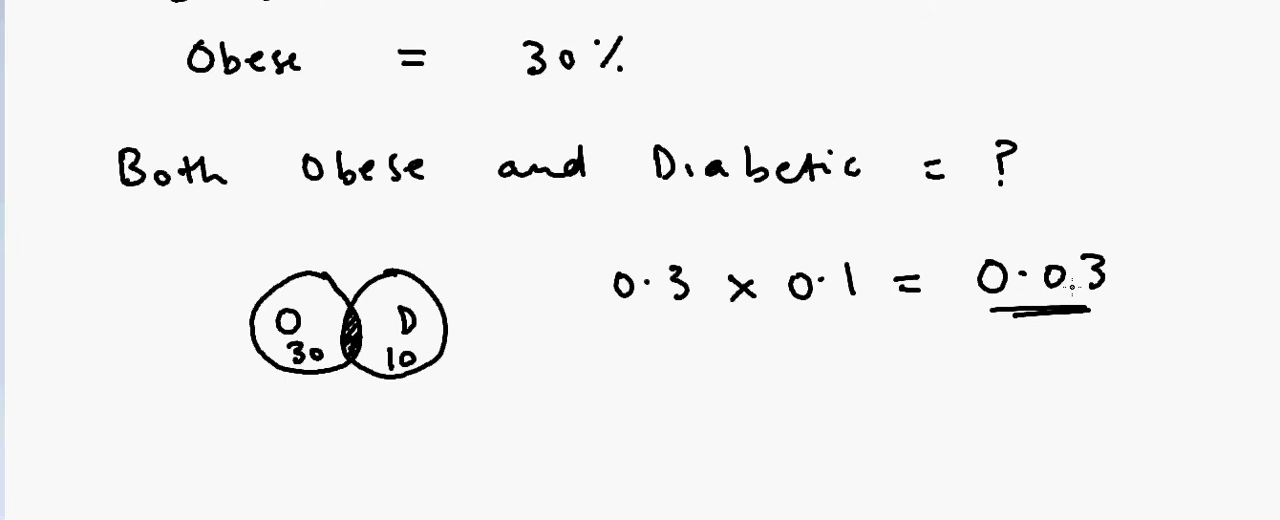 Obese = 30%
Both Obese and Diabetic = ?
0.3 × 0.1 = 0.03
O D
30 10